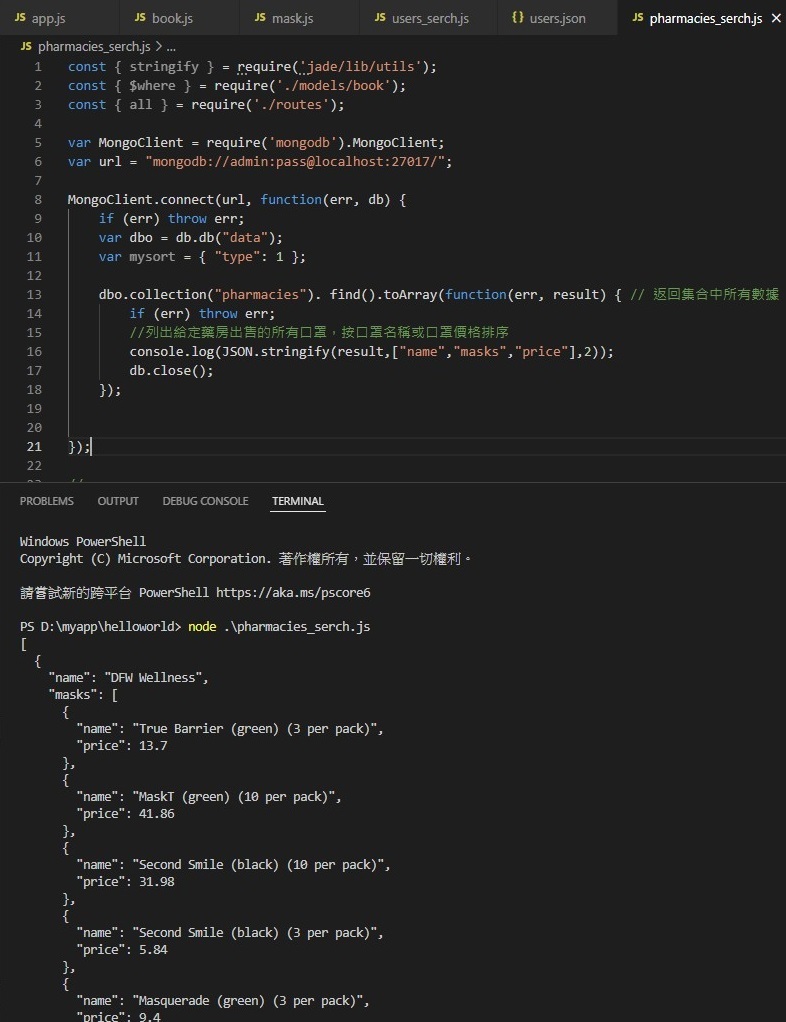 JS app.js JS book.js JS mask.js JS users_serch.js {} users.json JS pharmacies_serch.js ×
JS pharmacies_serch.js > ...
1 const { stringify } = require('jade/lib/utils');
2 const { $where } = require('./models/book');
3 const { all } = require('./routes');
4
5 var MongoClient = require('mongodb').MongoClient;
6 var url = "mongodb://admin:pass@localhost:27017/";
7
8 MongoClient.connect(url, function(err, db) {
9 if (err) throw err;
10 var dbo = db.db("data");
11 var mysort = { "type": 1 };
12
13 dbo.collection("pharmacies"). find().toArray(function(err, result) { // 返回集合中所有數據
14 if (err) throw err;
15 //列出給定藥房出售的所有口罩，按口罩名稱或口罩價格排序
16 console.log(JSON.stringify(result,["name","masks","price"],2));
17 db.close();
18 });
19
20
21 });
22
PROBLEMS OUTPUT DEBUG CONSOLE TERMINAL
Windows PowerShell
Copyright (C) Microsoft Corporation. 著作權所有，並保留一切權利。
請嘗試新的跨平台 PowerShell https://aka.ms/pscore6
PS D:\myapp\helloworld> node .\pharmacies_serch.js
[
{
"name": "DFW Wellness",
"masks": [
{
"name": "True Barrier (green) (3 per pack)",
"price": 13.7
},
{
"name": "MaskT (green) (10 per pack)",
"price": 41.86
},
{
"name": "Second Smile (black) (10 per pack)",
"price": 31.98
},
{
"name": "Second Smile (black) (3 per pack)",
"price": 5.84
},
{
"name": "Masquerade (green) (3 per pack)",
"price": 9.4